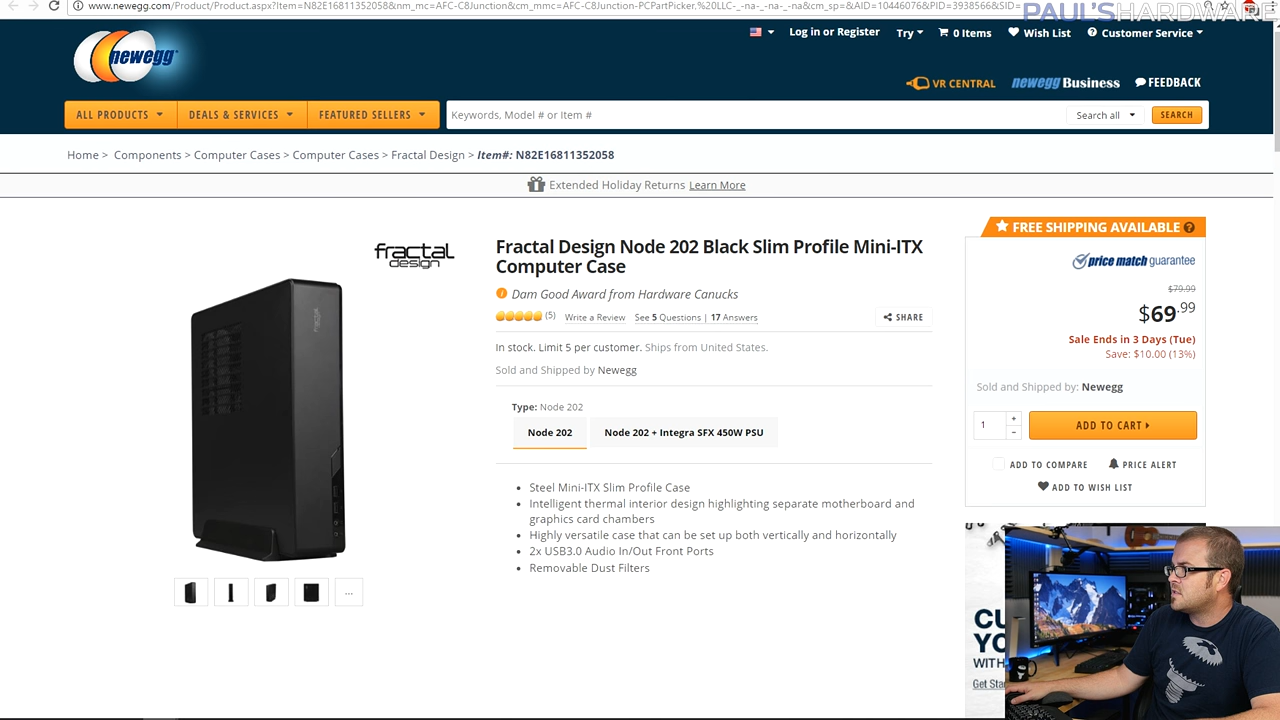 www.newegg.com/Product/Product.aspx?Item=N82E16811352058&nm_mc=AFC-C8Junction&cm_mmc=AFC-C8Junction-PCPartPicker,%20LLC-_-na-_-na-_-na&cm_sp=&AID=10446076&PID=3938566&SID=
PAUL'SHARDWARE
newegg
Log in or Register
Try
0 Items
Wish List
Customer Service
VR CENTRAL
newegg Business
FEEDBACK
ALL PRODUCTS
DEALS & SERVICES
FEATURED SELLERS
Keywords, Model # or Item #
Search all
SEARCH
Home > Components > Computer Cases > Computer Cases > Fractal Design > Item#: N82E16811352058
Extended Holiday Returns Learn More
fractal
design
Fractal Design Node 202 Black Slim Profile Mini-ITX
Computer Case
Dam Good Award from Hardware Canucks
(5) Write a Review See 5 Questions | 17 Answers
SHARE
In stock. Limit 5 per customer. Ships from United States.
Sold and Shipped by Newegg
Type: Node 202
Node 202
Node 202 + Integra SFX 450W PSU
Steel Mini-ITX Slim Profile Case
Intelligent thermal interior design highlighting separate motherboard and
graphics card chambers
Highly versatile case that can be set up both vertically and horizontally
2x USB3.0 Audio In/Out Front Ports
Removable Dust Filters
FREE SHIPPING AVAILABLE ?
price match guarantee
$79.99
$69.99
Sale Ends in 3 Days (Tue)
Save: $10.00 (13%)
Sold and Shipped by: Newegg
1
+
-
ADD TO CART
ADD TO COMPARE
PRICE ALERT
ADD TO WISH LIST
...
CU
YO
WITH
Get Sta